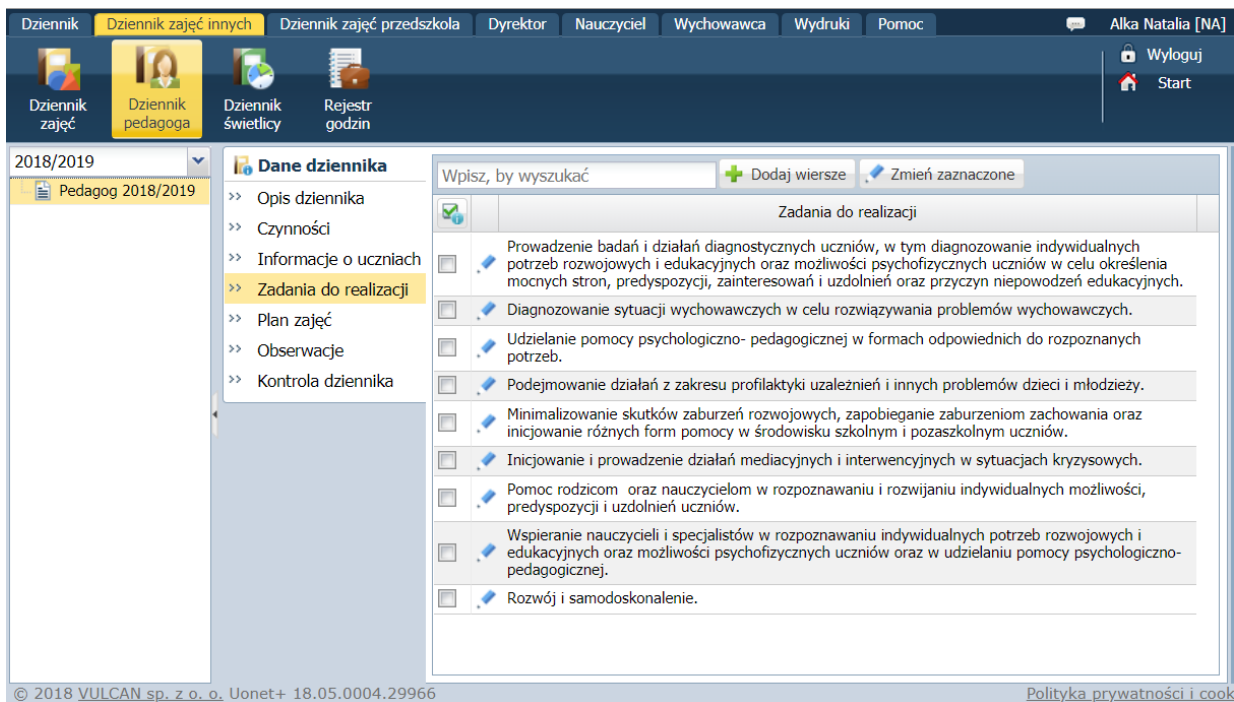 Dziennik Dziennik zajęć innych Dziennik zajęć przedszkola Dyrektor Nauczyciel Wychowawca Wydruki Pomoc Alka Natalia [NA]
Wyloguj
Start
Dziennik zajęć
Dziennik pedagoga
Dziennik świetlicy
Rejestr godzin
2018/2019
Pedagog 2018/2019
Dane dziennika
Opis dziennika
Czynności
Informacje o uczniach
Zadania do realizacji
Plan zajęć
Obserwacje
Kontrola dziennika
Wpisz, by wyszukać Dodaj wiersze Zmień zaznaczone
Zadania do realizacji
Prowadzenie badań i działań diagnostycznych uczniów, w tym diagnozowanie indywidualnych
potrzeb rozwojowych i edukacyjnych oraz możliwości psychofizycznych uczniów w celu określenia
mocnych stron, predyspozycji, zainteresowań i uzdolnień oraz przyczyn niepowodzeń edukacyjnych.
Diagnozowanie sytuacji wychowawczych w celu rozwiązywania problemów wychowawczych.
Udzielanie pomocy psychologiczno- pedagogicznej w formach odpowiednich do rozpoznanych
potrzeb.
Podejmowanie działań z zakresu profilaktyki uzależnień i innych problemów dzieci i młodzieży.
Minimalizowanie skutków zaburzeń rozwojowych, zapobieganie zaburzeniom zachowania oraz
inicjowanie różnych form pomocy w środowisku szkolnym i pozaszkolnym uczniów.
Inicjowanie i prowadzenie działań mediacyjnych i interwencyjnych w sytuacjach kryzysowych.
Pomoc rodzicom oraz nauczycielom w rozpoznawaniu i rozwijaniu indywidualnych możliwości,
predyspozycji i uzdolnień uczniów.
Wspieranie nauczycieli i specjalistów w rozpoznawaniu indywidualnych potrzeb rozwojowych i
edukacyjnych oraz możliwości psychofizycznych uczniów oraz w udzielaniu pomocy psychologiczno-
pedagogicznej.
Rozwój i samodoskonalenie.
© 2018 VULCAN sp. z o. o. Uonet+ 18.05.0004.29966 Polityka prywatności i cook